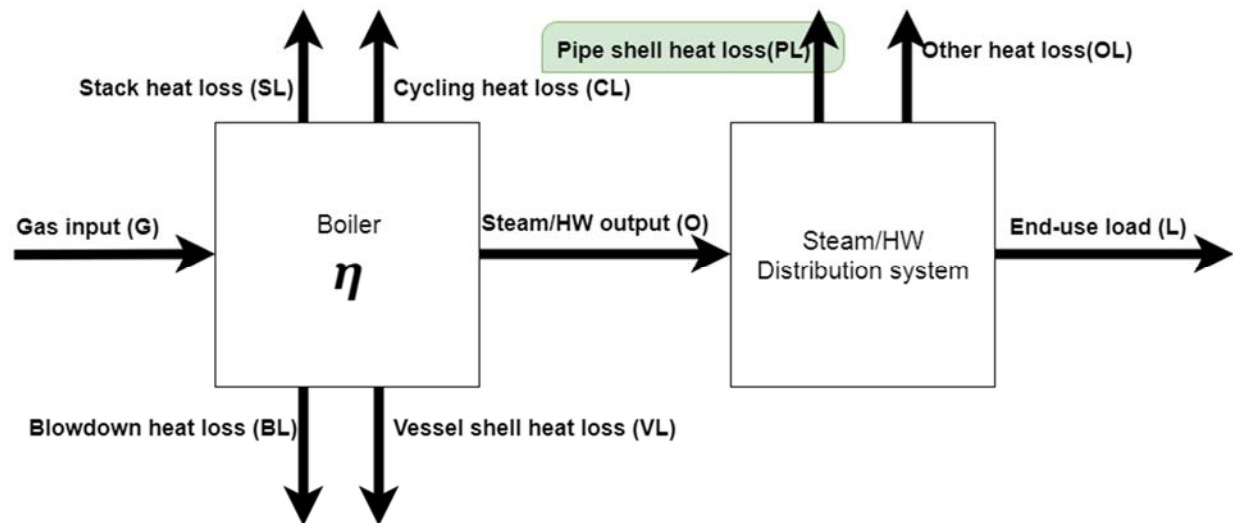 Pipe shell heat loss(PL)
Other heat loss(OL)
Stack heat loss (SL)
Cycling heat loss (CL)
Gas input (G)
Boiler
η
Steam/HW output (O)
Steam/HW
Distribution system
End-use load (L)
Blowdown heat loss (BL)
Vessel shell heat loss (VL)